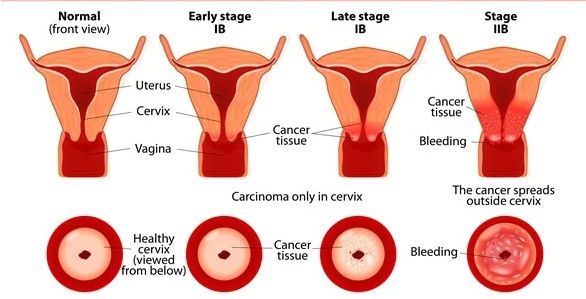 Normal
(front view)
Early stage
IB
Late stage
IB
Stage
IIB
Uterus
Cervix
Vagina
Cancer
tissue
Cancer
tissue
Bleeding
Carcinoma only in cervix
The cancer spreads
outside cervix
Healthy
cervix
(viewed
from below)
Cancer
tissue
Bleeding